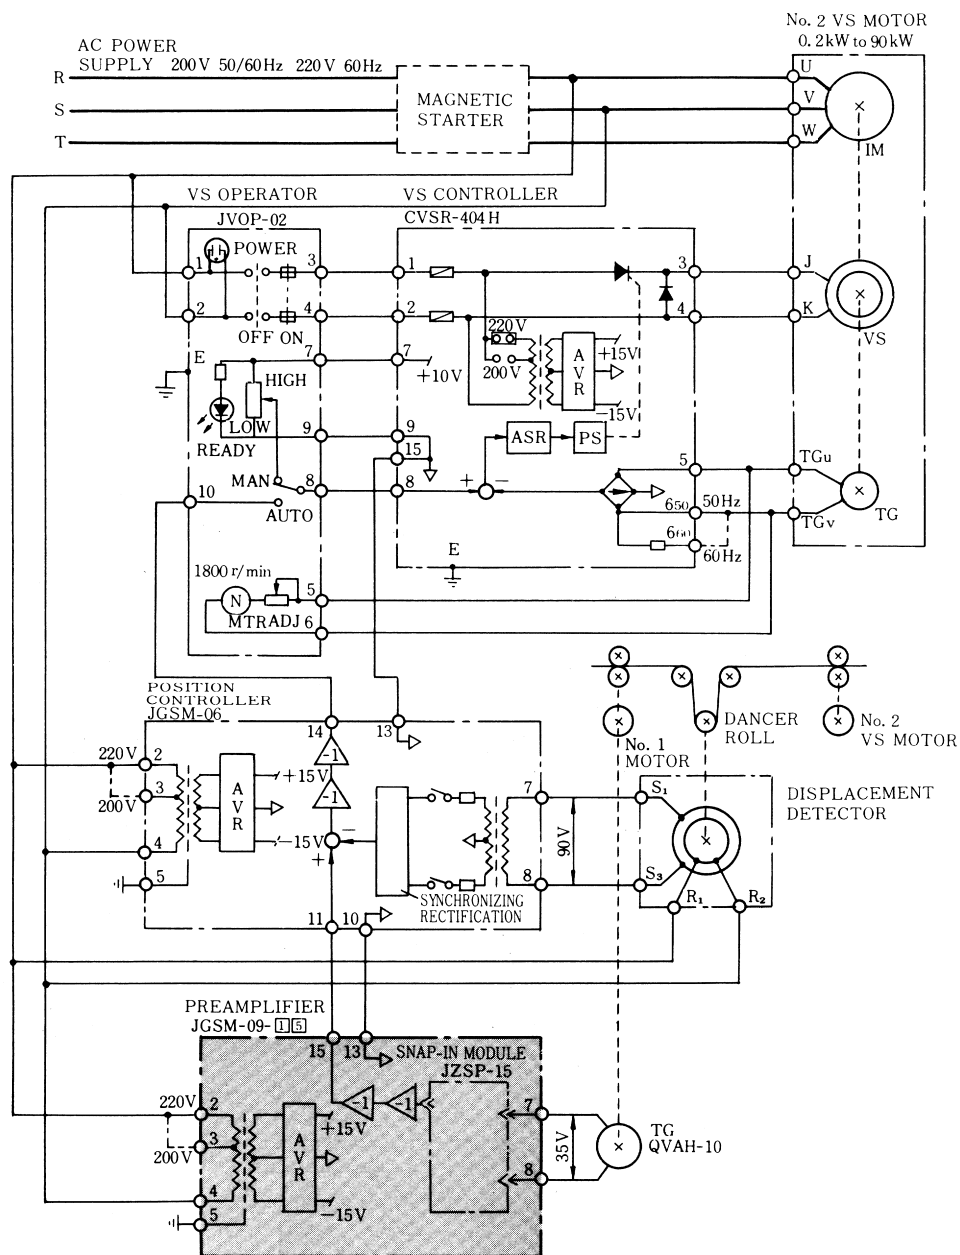 No. 2 VS MOTOR
0.2kW to 90kW
AC POWER
SUPPLY 200V 50/60Hz 220V 60Hz
R
S
T
MAGNETIC
STARTER
U
V
W
IM
VS OPERATOR
JVOP-02
VS CONTROLLER
CVSR-404H
POWER
1
3
1
3
J
2
4
2
4
K
OFF ON
VS
220V
200V
E
7
7
+10V
HIGH
LOW
READY
A
V
R
+15V
-15V
9
9
15
ASR
PS
MAN
8
8
+
-
10
AUTO
5
TGu
650
50Hz
TGv
TG
660
60Hz
E
1800 r/min
N
MTR ADJ
5
6
POSITION
CONTROLLER
JGSM-06
14
13
DANCER
ROLL
No. 2
VS MOTOR
No. 1
MOTOR
220V
2
3
200V
4
5
A
V
R
+15V
-15V
-1
-1
-
+
7
8
90V
S1
S3
R1
R2
DISPLACEMENT
DETECTOR
SYNCHRONIZING
RECTIFICATION
11
10
PREAMPLIFIER
JGSM-09-15
15
13
SNAP-IN MODULE
JZSP-15
-1
-1
220V
2
3
200V
4
5
A
V
R
+15V
-15V
7
8
35V
TG
QVAH-10